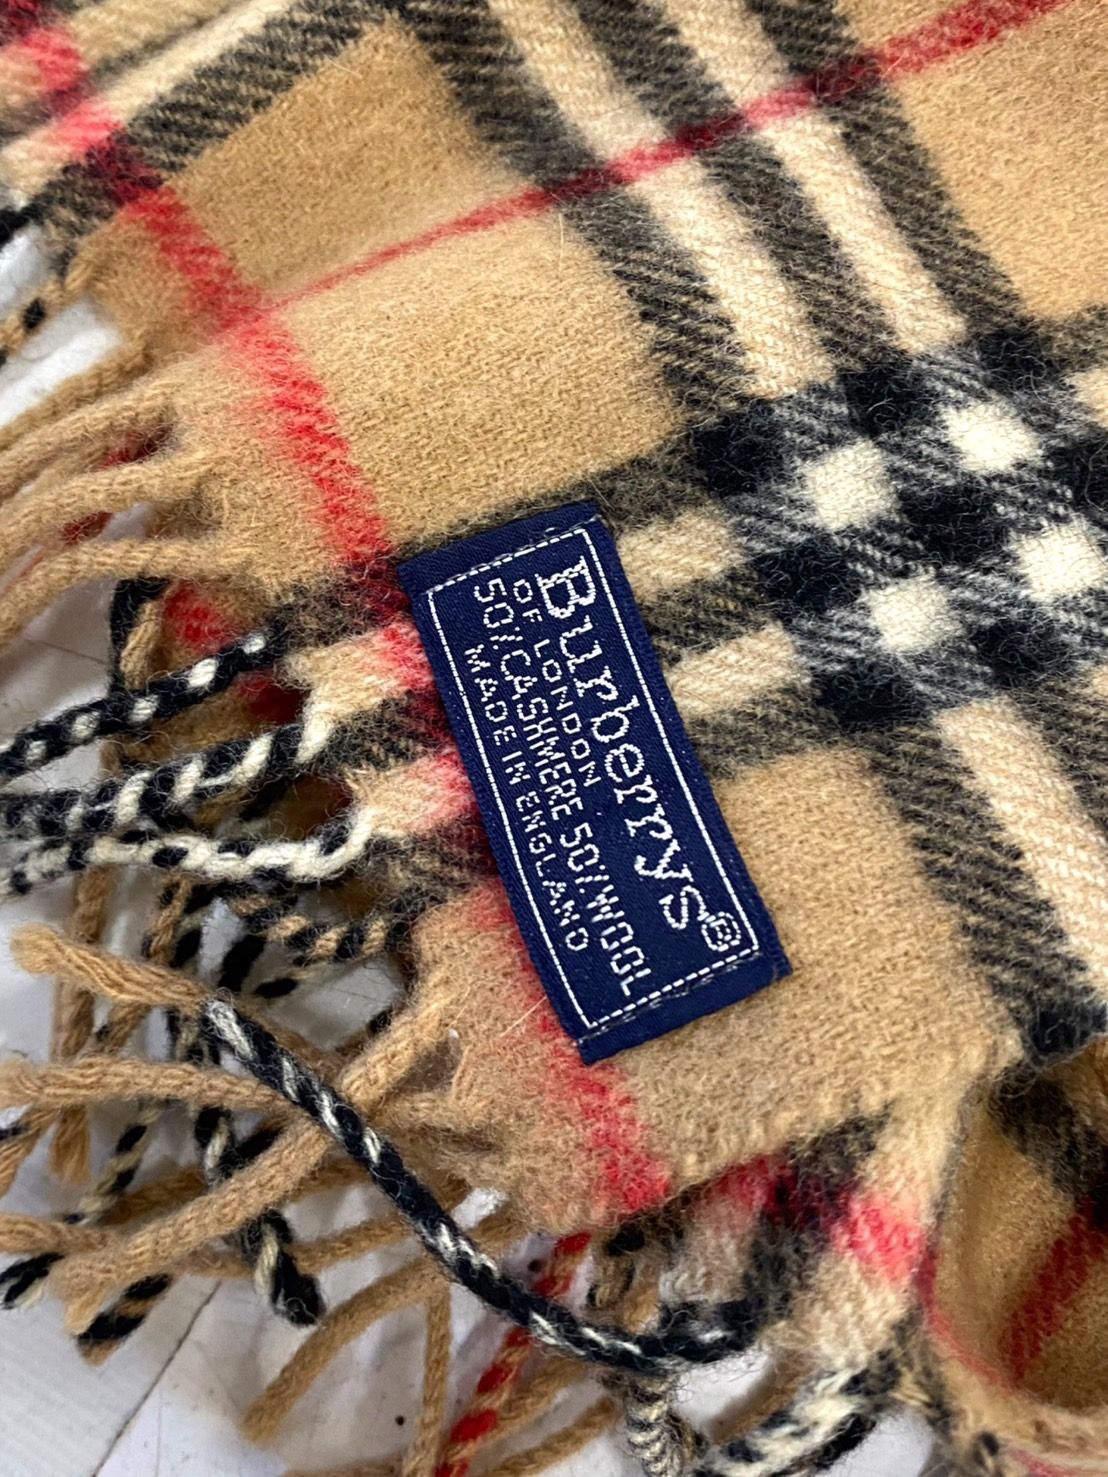 Burberrys®
OF LONDON
50%CASHMERE 50%WOOL
MADE IN ENGLAND